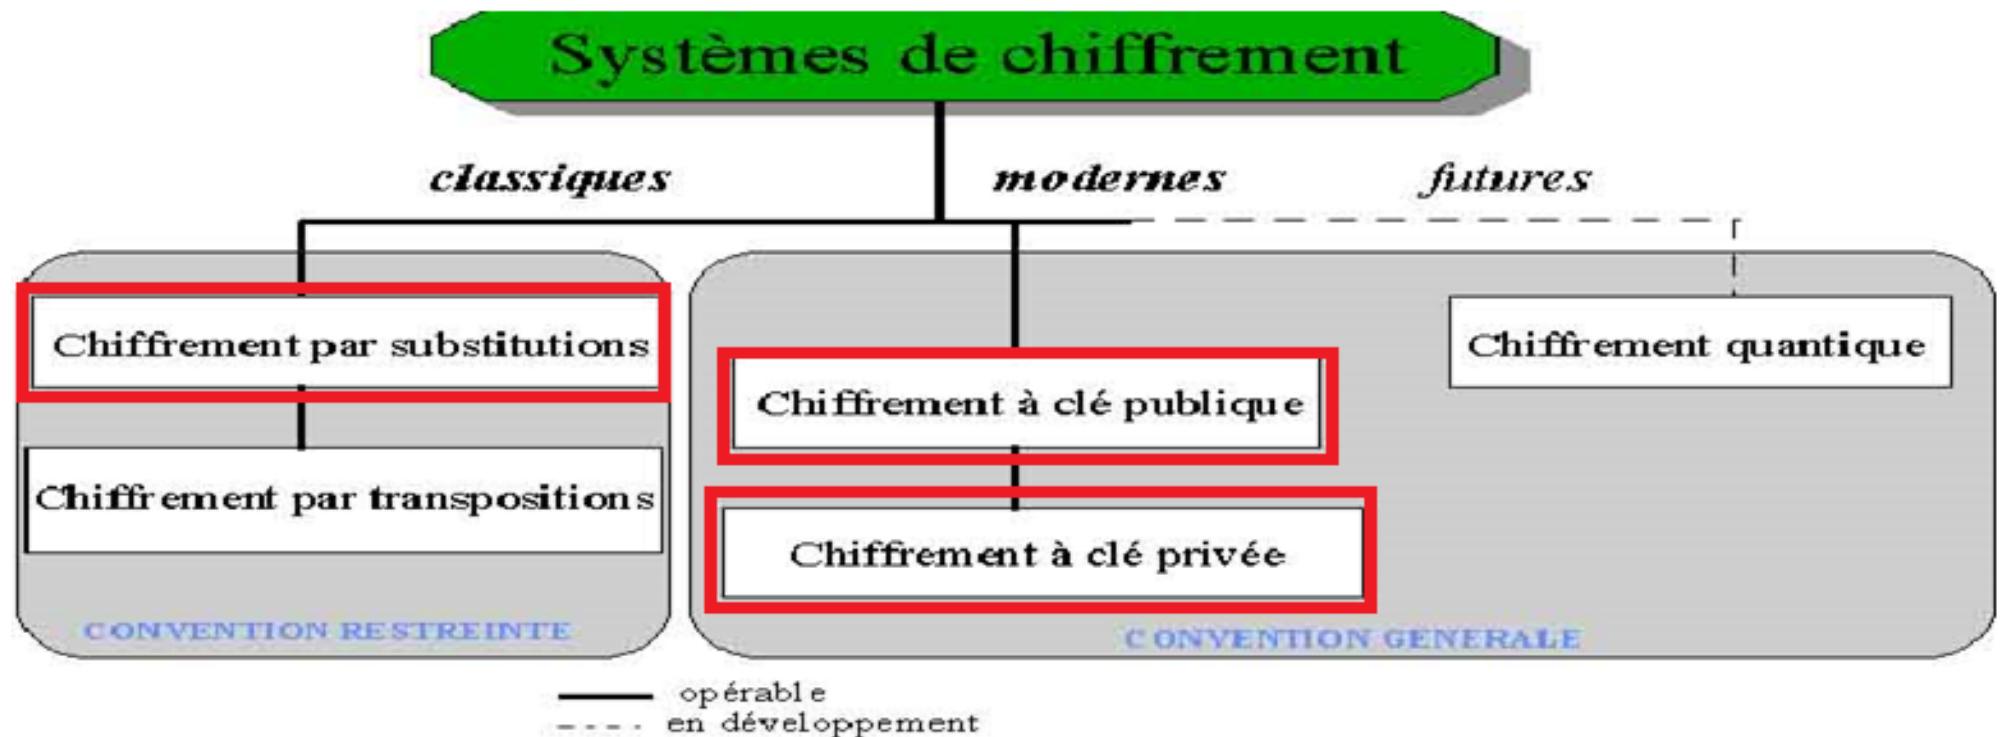 Systèmes de chiffrement
classiques
modernes
futures
Chiffrement par substitutions
Chiffrement par transpositions
CONVENTION RESTREINTE
Chiffrement à clé publique
Chiffrement à clé privée
Chiffrement quantique
CONVENTION GENERALE
opérable
en développement